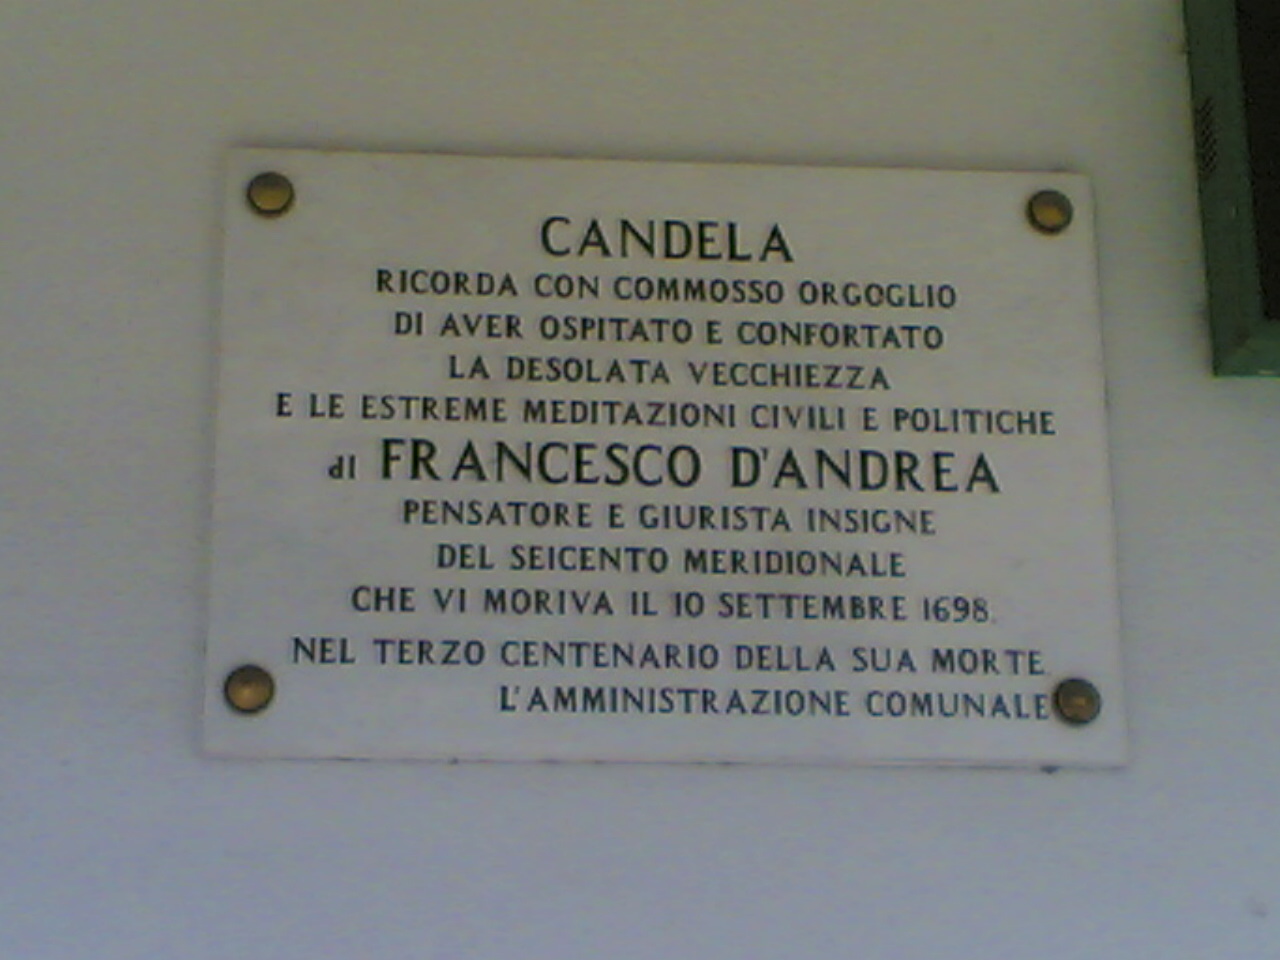 CANDELA
RICORDA CON COMMOSSO ORGOGLIO
DI AVER OSPITATO E CONFORTATO
LA DESOLATA VECCHIEZZA
E LE ESTREME MEDITAZIONI CIVILI E POLITICHE
di FRANCESCO D'ANDREA
PENSATORE E GIURISTA INSIGNE
DEL SEICENTO MERIDIONALE
CHE VI MORIVA IL 10 SETTEMBRE 1698.
NEL TERZO CENTENARIO DELLA SUA MORTE
L'AMMINISTRAZIONE COMUNALE